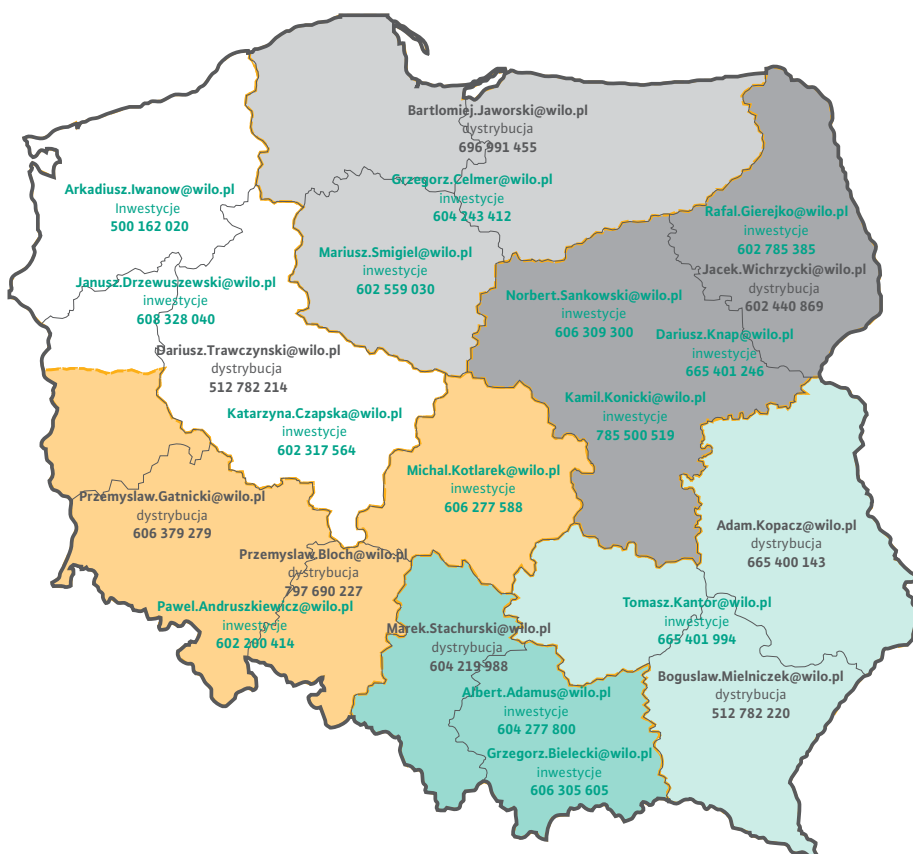 Bartlomiej.Jaworski@wilo.pl
dystrybucja
696 991 455
Grzegorz.Celmer@wilo.pl
inwestycje
604 243 412
Arkadiusz.Iwanow@wilo.pl
Inwestycje
500 162 020
Rafal.Gierejko@wilo.pl
inwestycje
602 785 385
Mariusz.Smigiel@wilo.pl
inwestycje
602 559 030
Jacek.Wichrzycki@wilo.pl
dystrybucja
602 440 869
Janusz.Drzewuszewski@wilo.pl
inwestycje
608 328 040
Norbert.Sankowski@wilo.pl
inwestycje
606 309 300
Dariusz.Knap@wilo.pl
inwestycje
665 401 246
Dariusz.Trawczynski@wilo.pl
dystrybucja
512 782 214
Kamil.Konicki@wilo.pl
inwestycje
785 500 519
Katarzyna.Czapska@wilo.pl
inwestycje
602 317 564
Michal.Kotlarek@wilo.pl
inwestycje
606 277 588
Przemyslaw.Gatnicki@wilo.pl
dystrybucja
606 379 279
Adam.Kopacz@wilo.pl
dystrybucja
665 400 143
Przemyslaw.Bloch@wilo.pl
dystrybucja
797 690 227
Pawel.Andruszkiewicz@wilo.pl
inwestycje
602 200 414
Tomasz.Kantor@wilo.pl
inwestycje
665 401 994
Marek.Stachurski@wilo.pl
dystrybucja
604 219 988
Boguslaw.Mielniczek@wilo.pl
dystrybucja
512 782 220
Albert.Adamus@wilo.pl
inwestycje
604 277 800
Grzegorz.Bielecki@wilo.pl
inwestycje
606 305 605